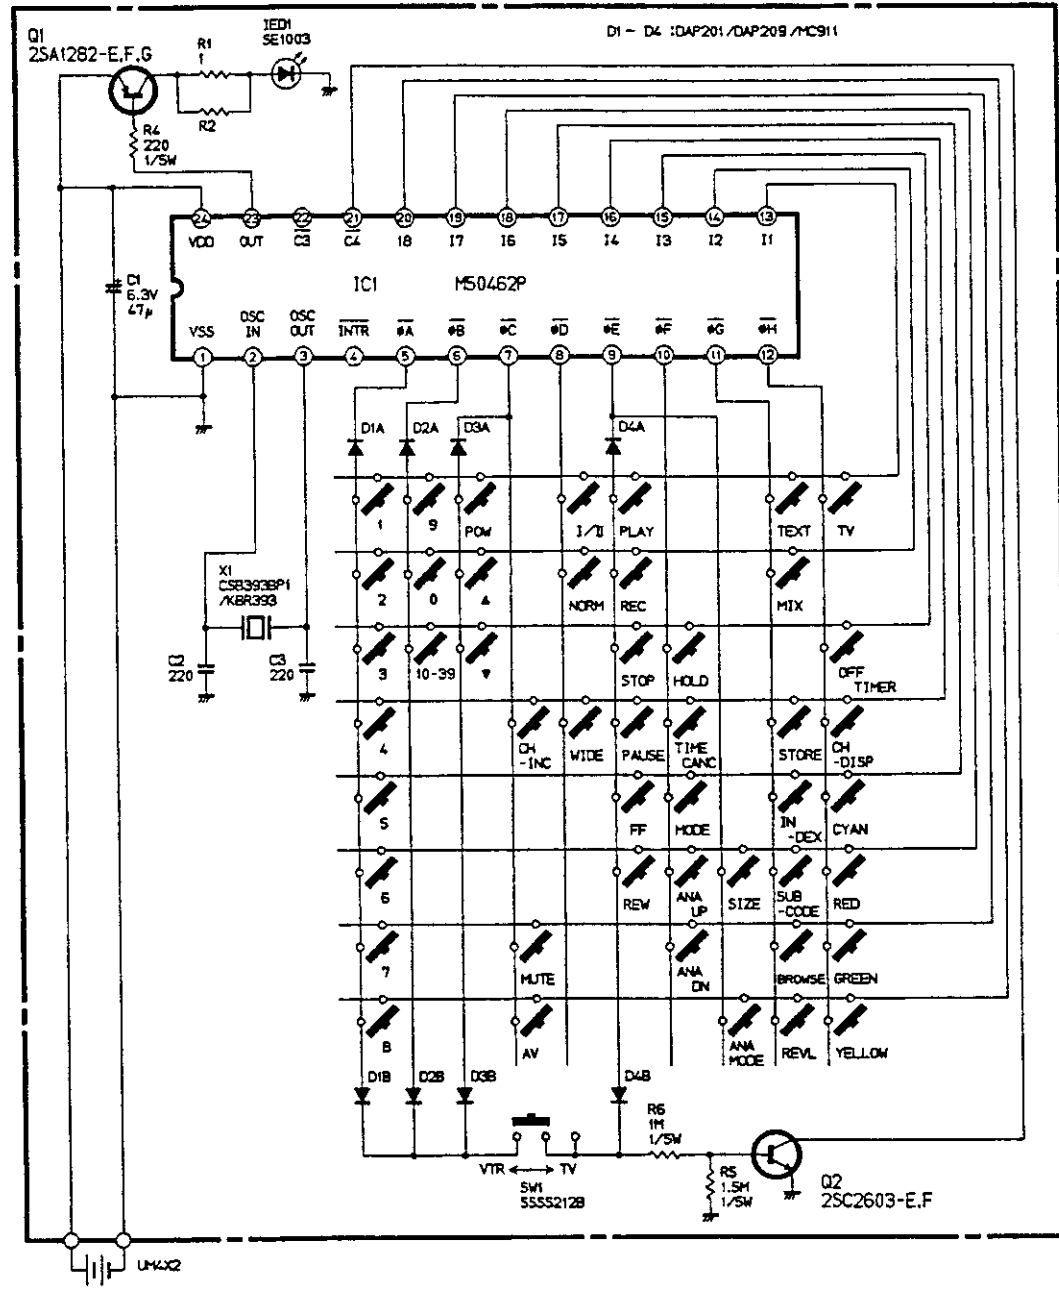 Q1
2SA1282-E.F.G
R1
1
IED1
SE1003
D1- D4 :DAP201/DAP209/MC911
R2
R4
220
1/5W
24 23 22 21 20 19 18 17 16 15 14 13
VDD OUT C3 C4 I8 I7 I6 I5 I4 I3 I2 I1
C1
6.3V
47μ
IC1 M50462P
VSS OSC IN OSC OUT INTR φA φB φC φD φE φF φG φH
1 2 3 4 5 6 7 8 9 10 11 12
D1A D2A D3A D4A
1 9 POW I/II PLAY TEXT TV
X1
CSB393BP1
/KBR393
2 0 ▲ NORM REC MIX
C2
220
C3
220
3 10-39 ▼ STOP HOLD OFF TIMER
4 CH -INC WIDE PAUSE TIME CANC STORE CH -DISP
5 FF MODE IN -DEX CYAN
6 REW ANA UP SIZE SUB -CODE RED
7 MUTE ANA DN BROWSE GREEN
8 AV ANA MODE REVL YELLOW
D1B D2B D3B D4B
R6
1M
1/5W
VTR ↔ TV
SW1
SSSS212B
R5
1.5M
1/5W
Q2
2SC2603-E.F
UM4X2